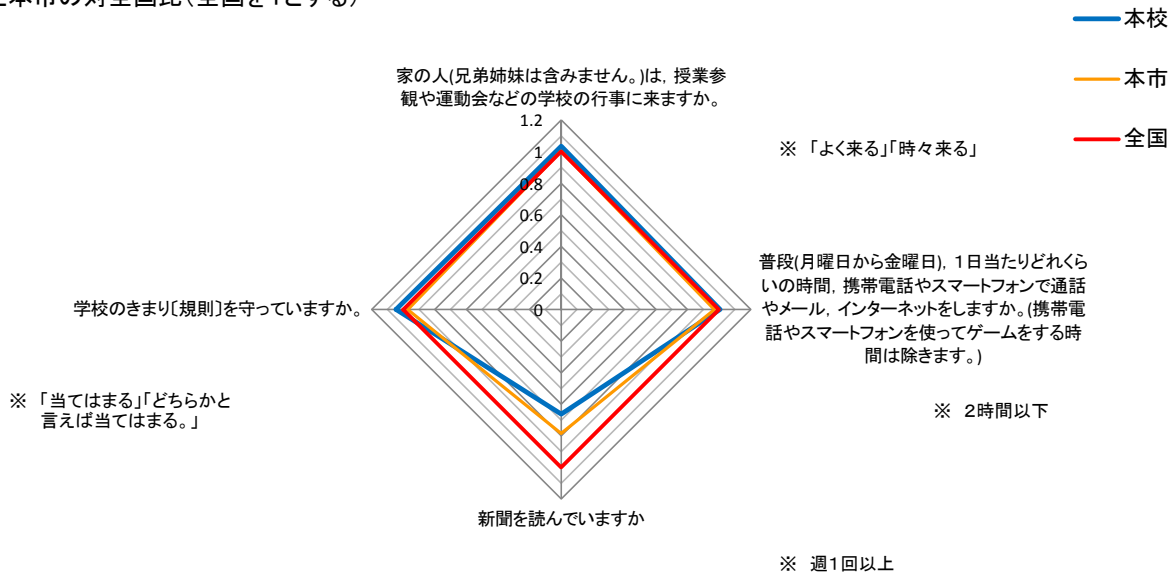 本市の対全国比(全国を1とする)
本校
本市
全国
家の人(兄弟姉妹は含みません。)は，授業参
観や運動会などの学校の行事に来ますか。
※ 「よく来る」「時々来る」
1.2
1
0.8
0.6
0.4
0.2
0
普段(月曜日から金曜日)，1日当たりどれくら
いの時間，携帯電話やスマートフォンで通話
やメール，インターネットをしますか。(携帯電
話やスマートフォンを使ってゲームをする時
間は除きます。)
※ 2時間以下
学校のきまり〔規則〕を守っていますか。
※ 「当てはまる」「どちらかと
言えば当てはまる。」
新聞を読んでいますか
※ 週1回以上